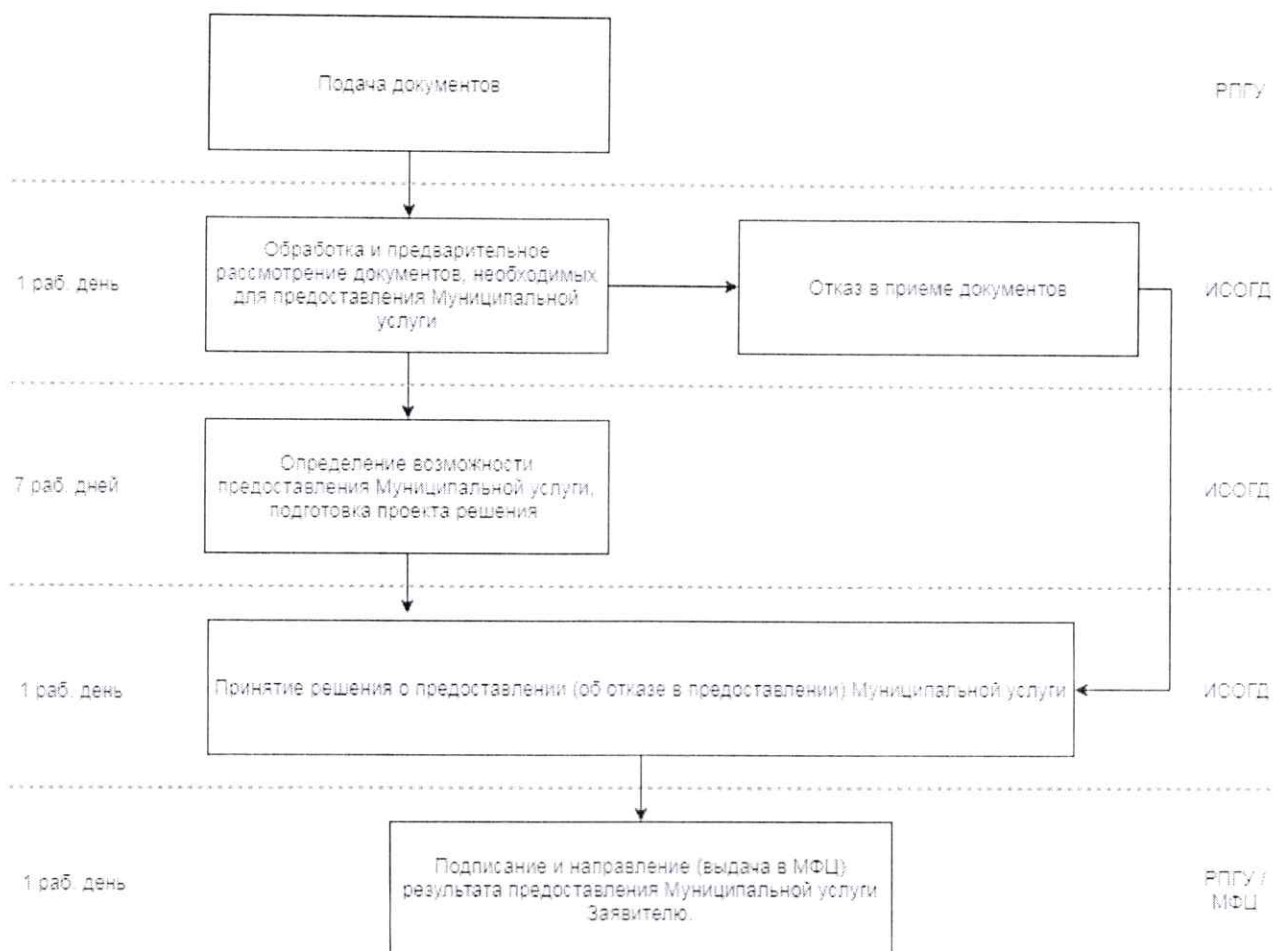 Подача документов
РПГУ
1 раб. день
Обработка и предварительное
рассмотрение документов, необходимых
для предоставления Муниципальной
услуги
Отказ в приеме документов
ИСОГД
7 раб. дней
Определение возможности
предоставления Муниципальной услуги,
подготовка проекта решения
ИСОГД
1 раб. день
Принятие решения о предоставлении (об отказе в предоставлении) Муниципальной услуги
ИСОГД
1 раб. день
Подписание и направление (выдача в МФЦ)
результата предоставления Муниципальной услуги
Заявителю.
РПГУ /
МФЦ